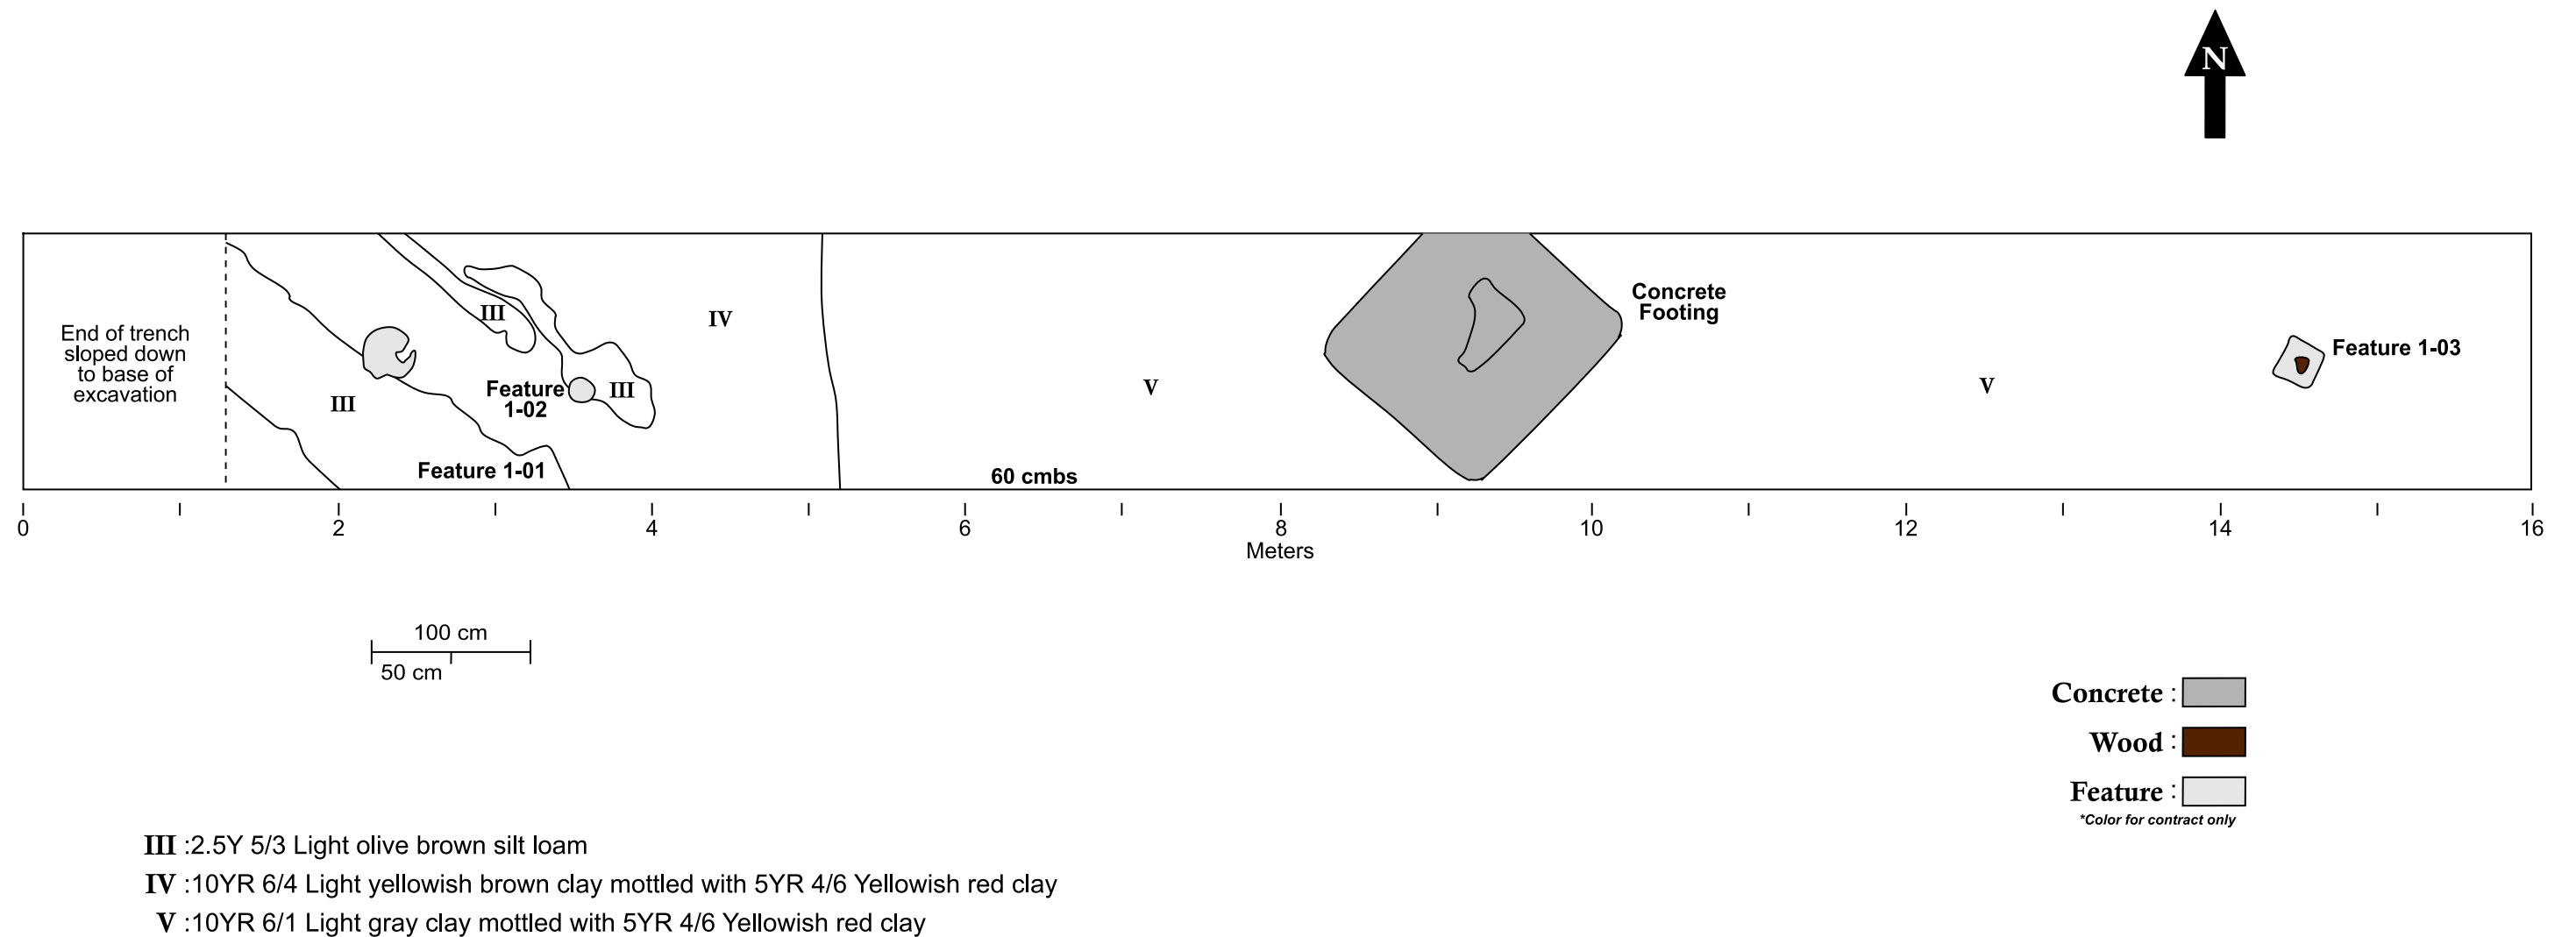 N
End of trench
sloped down
to base of
excavation
III
III
III
IV
Feature
1-02
Feature 1-01
V
60 cmbs
Concrete
Footing
V
Feature 1-03
0 2 4 6 8 10 12 14 16
Meters
100 cm
50 cm
Concrete :
Wood :
Feature :
*Color for contract only
III :2.5Y 5/3 Light olive brown silt loam
IV :10YR 6/4 Light yellowish brown clay mottled with 5YR 4/6 Yellowish red clay
V :10YR 6/1 Light gray clay mottled with 5YR 4/6 Yellowish red clay